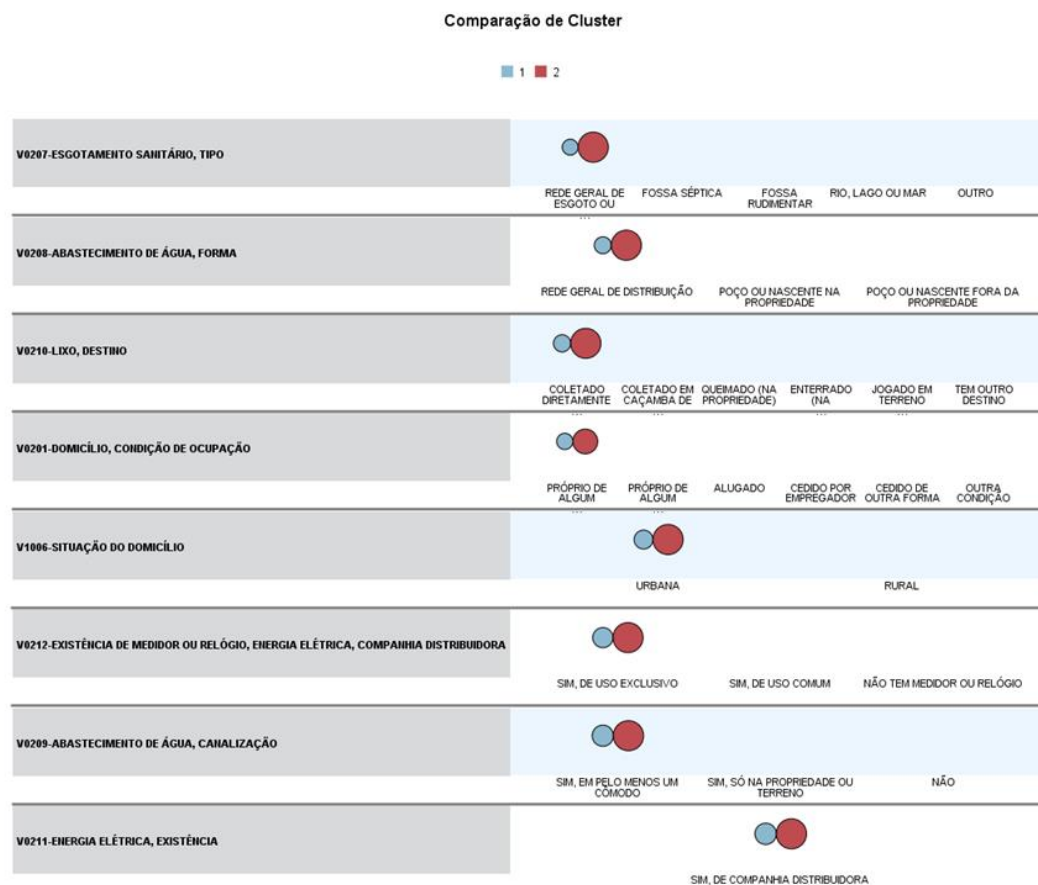 Comparação de Cluster
1 2
V0207-ESGOTAMENTO SANITÁRIO, TIPO
REDE GERAL DE ESGOTO OU ...
FOSSA SÉPTICA
FOSSA RUDIMENTAR
RIO, LAGO OU MAR
OUTRO
V0208-ABASTECIMENTO DE ÁGUA, FORMA
REDE GERAL DE DISTRIBUIÇÃO
POÇO OU NASCENTE NA PROPRIEDADE
POÇO OU NASCENTE FORA DA PROPRIEDADE
V0210-LIXO, DESTINO
COLETADO DIRETAMENTE ...
COLETADO EM CAÇAMBA DE ...
QUEIMADO (NA PROPRIEDADE)
ENTERRADO (NA ...
JOGADO EM TERRENO ...
TEM OUTRO DESTINO
V0201-DOMICÍLIO, CONDIÇÃO DE OCUPAÇÃO
PRÓPRIO DE ALGUM ...
PRÓPRIO DE ALGUM ...
ALUGADO
CEDIDO POR EMPREGADOR
CEDIDO DE OUTRA FORMA
OUTRA CONDIÇÃO
V1006-SITUAÇÃO DO DOMICÍLIO
URBANA
RURAL
V0212-EXISTÊNCIA DE MEDIDOR OU RELÓGIO, ENERGIA ELÉTRICA, COMPANHIA DISTRIBUIDORA
SIM, DE USO EXCLUSIVO
SIM, DE USO COMUM
NÃO TEM MEDIDOR OU RELÓGIO
V0209-ABASTECIMENTO DE ÁGUA, CANALIZAÇÃO
SIM, EM PELO MENOS UM CÔMODO
SIM, SÓ NA PROPRIEDADE OU TERRENO
NÃO
V0211-ENERGIA ELÉTRICA, EXISTÊNCIA
SIM, DE COMPANHIA DISTRIBUIDORA